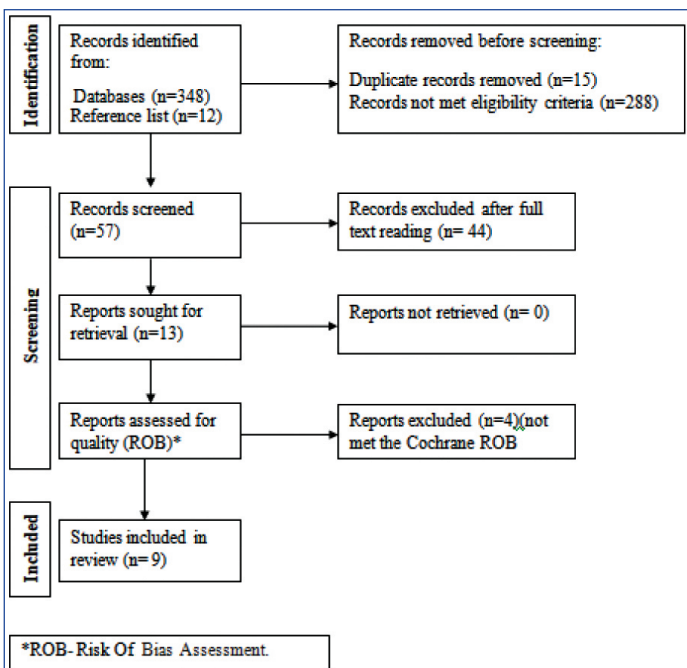 Identification
Records identified
from:
Databases (n=348)
Reference list (n=12)
Records removed before screening:
Duplicate records removed (n=15)
Records not met eligibility criteria (n=288)
Screening
Records screened
(n=57)
Records excluded after full
text reading (n= 44)
Reports sought for
retrieval (n=13)
Reports not retrieved (n= 0)
Reports assessed for
quality (ROB)*
Reports excluded (n=4)(not
met the Cochrane ROB
Included
Studies included in
review (n= 9)
*ROB- Risk Of Bias Assessment.